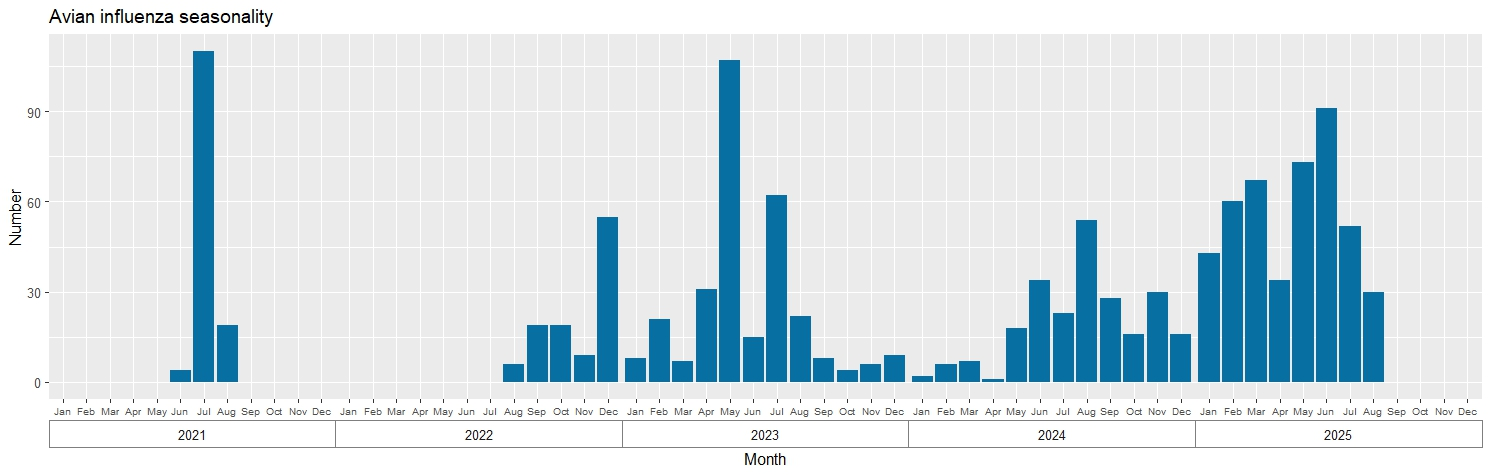 Avian influenza seasonality
Number
90
60
30
0
Jan Feb Mar Apr May Jun Jul Aug Sep Oct Nov Dec Jan Feb Mar Apr May Jun Jul Aug Sep Oct Nov Dec Jan Feb Mar Apr May Jun Jul Aug Sep Oct Nov Dec Jan Feb Mar Apr May Jun Jul Aug Sep Oct Nov Dec Jan Feb Mar Apr May Jun Jul Aug Sep Oct Nov Dec
2021 2022 2023 2024 2025
Month